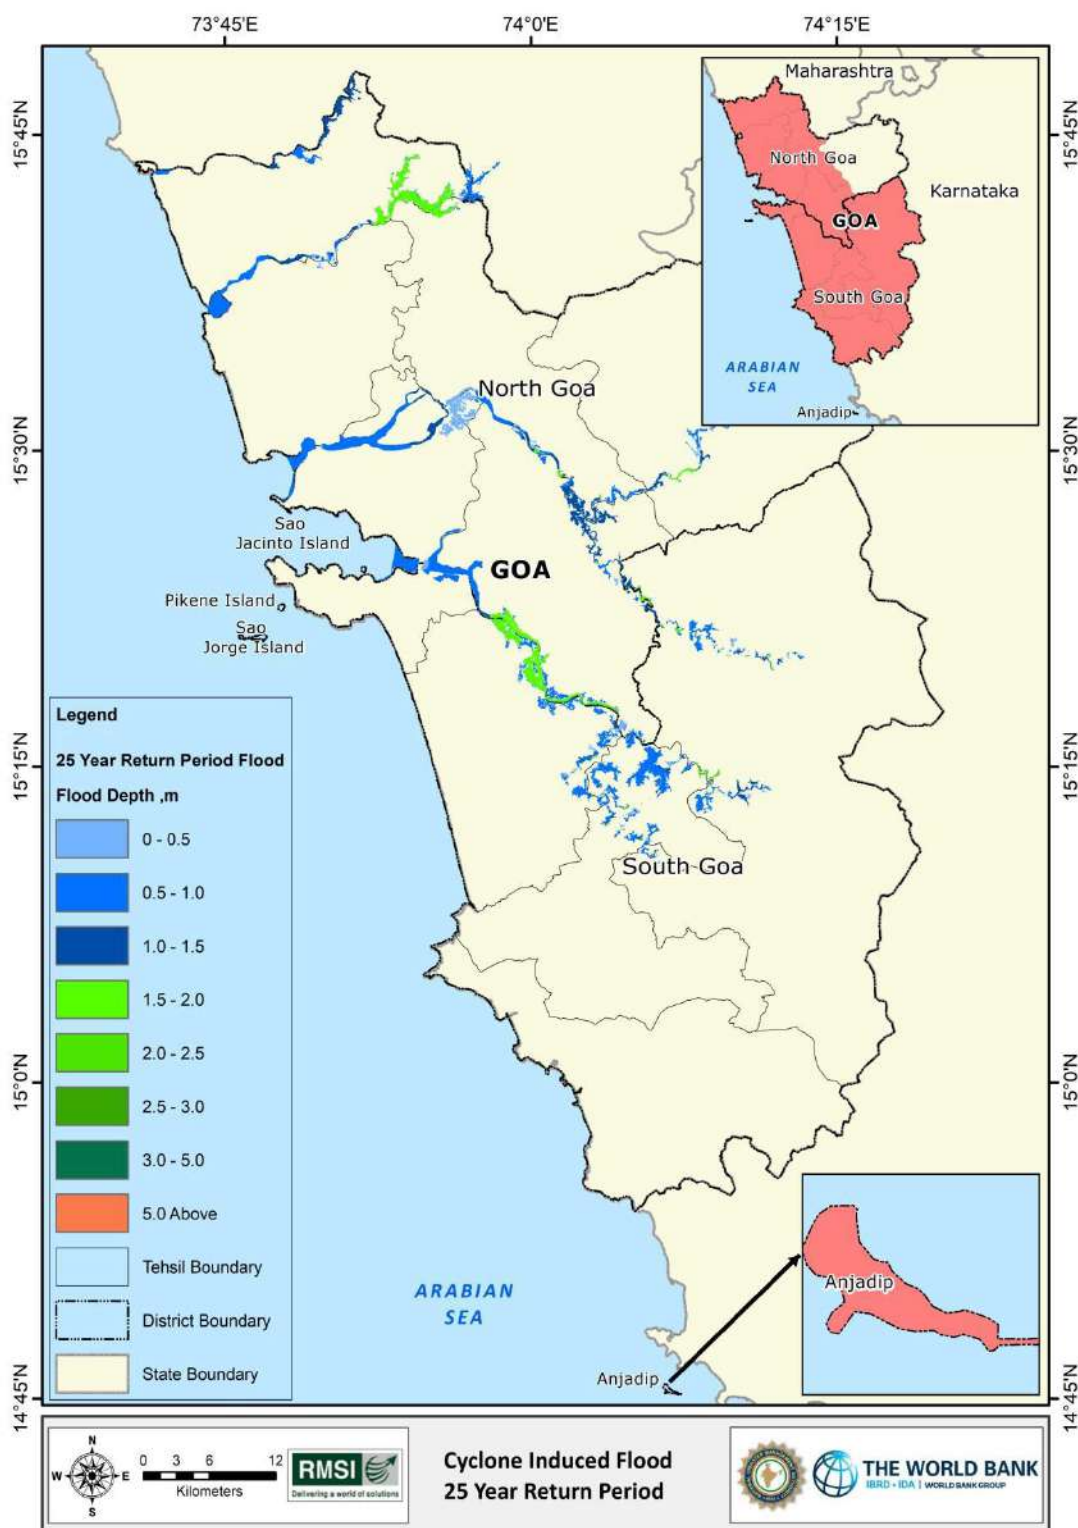 73°45'E
74°0'E
74°15'E
15°45'N
15°45'N
15°30'N
15°30'N
15°15'N
15°15'N
15°0'N
15°0'N
14°45'N
14°45'N
Maharashtra
North Goa
Karnataka
GOA
South Goa
ARABIAN
SEA
Anjadip
North Goa
Sao
Jacinto Island
GOA
Pikene Island
Sao
Jorge Island
South Goa
Legend
25 Year Return Period Flood
Flood Depth ,m
0 - 0.5
0.5 - 1.0
1.0 - 1.5
1.5 - 2.0
2.0 - 2.5
2.5 - 3.0
3.0 - 5.0
5.0 Above
Tehsil Boundary
District Boundary
State Boundary
ARABIAN
SEA
Anjadip
Anjadip
N
W E
S
0 3 6 12
Kilometers
RMSI
Delivering a world of solutions
Cyclone Induced Flood
25 Year Return Period
THE WORLD BANK
IBRD • IDA | WORLD BANK GROUP